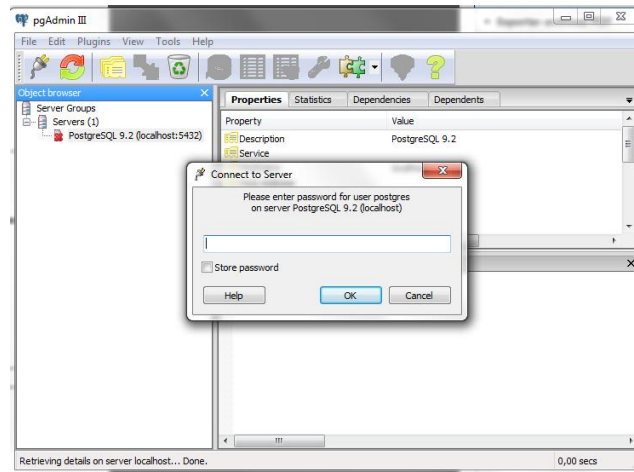 pgAdmin III
File Edit Plugins View Tools Help
Object browser
Server Groups
Servers (1)
PostgreSQL 9.2 (localhost:5432)
Properties Statistics Dependencies Dependents
Property Value
Description PostgreSQL 9.2
Service
Connect to Server
Please enter password for user postgres
on server PostgreSQL 9.2 (localhost)
Store password
Help OK Cancel
Retrieving details on server localhost... Done.
0,00 secs